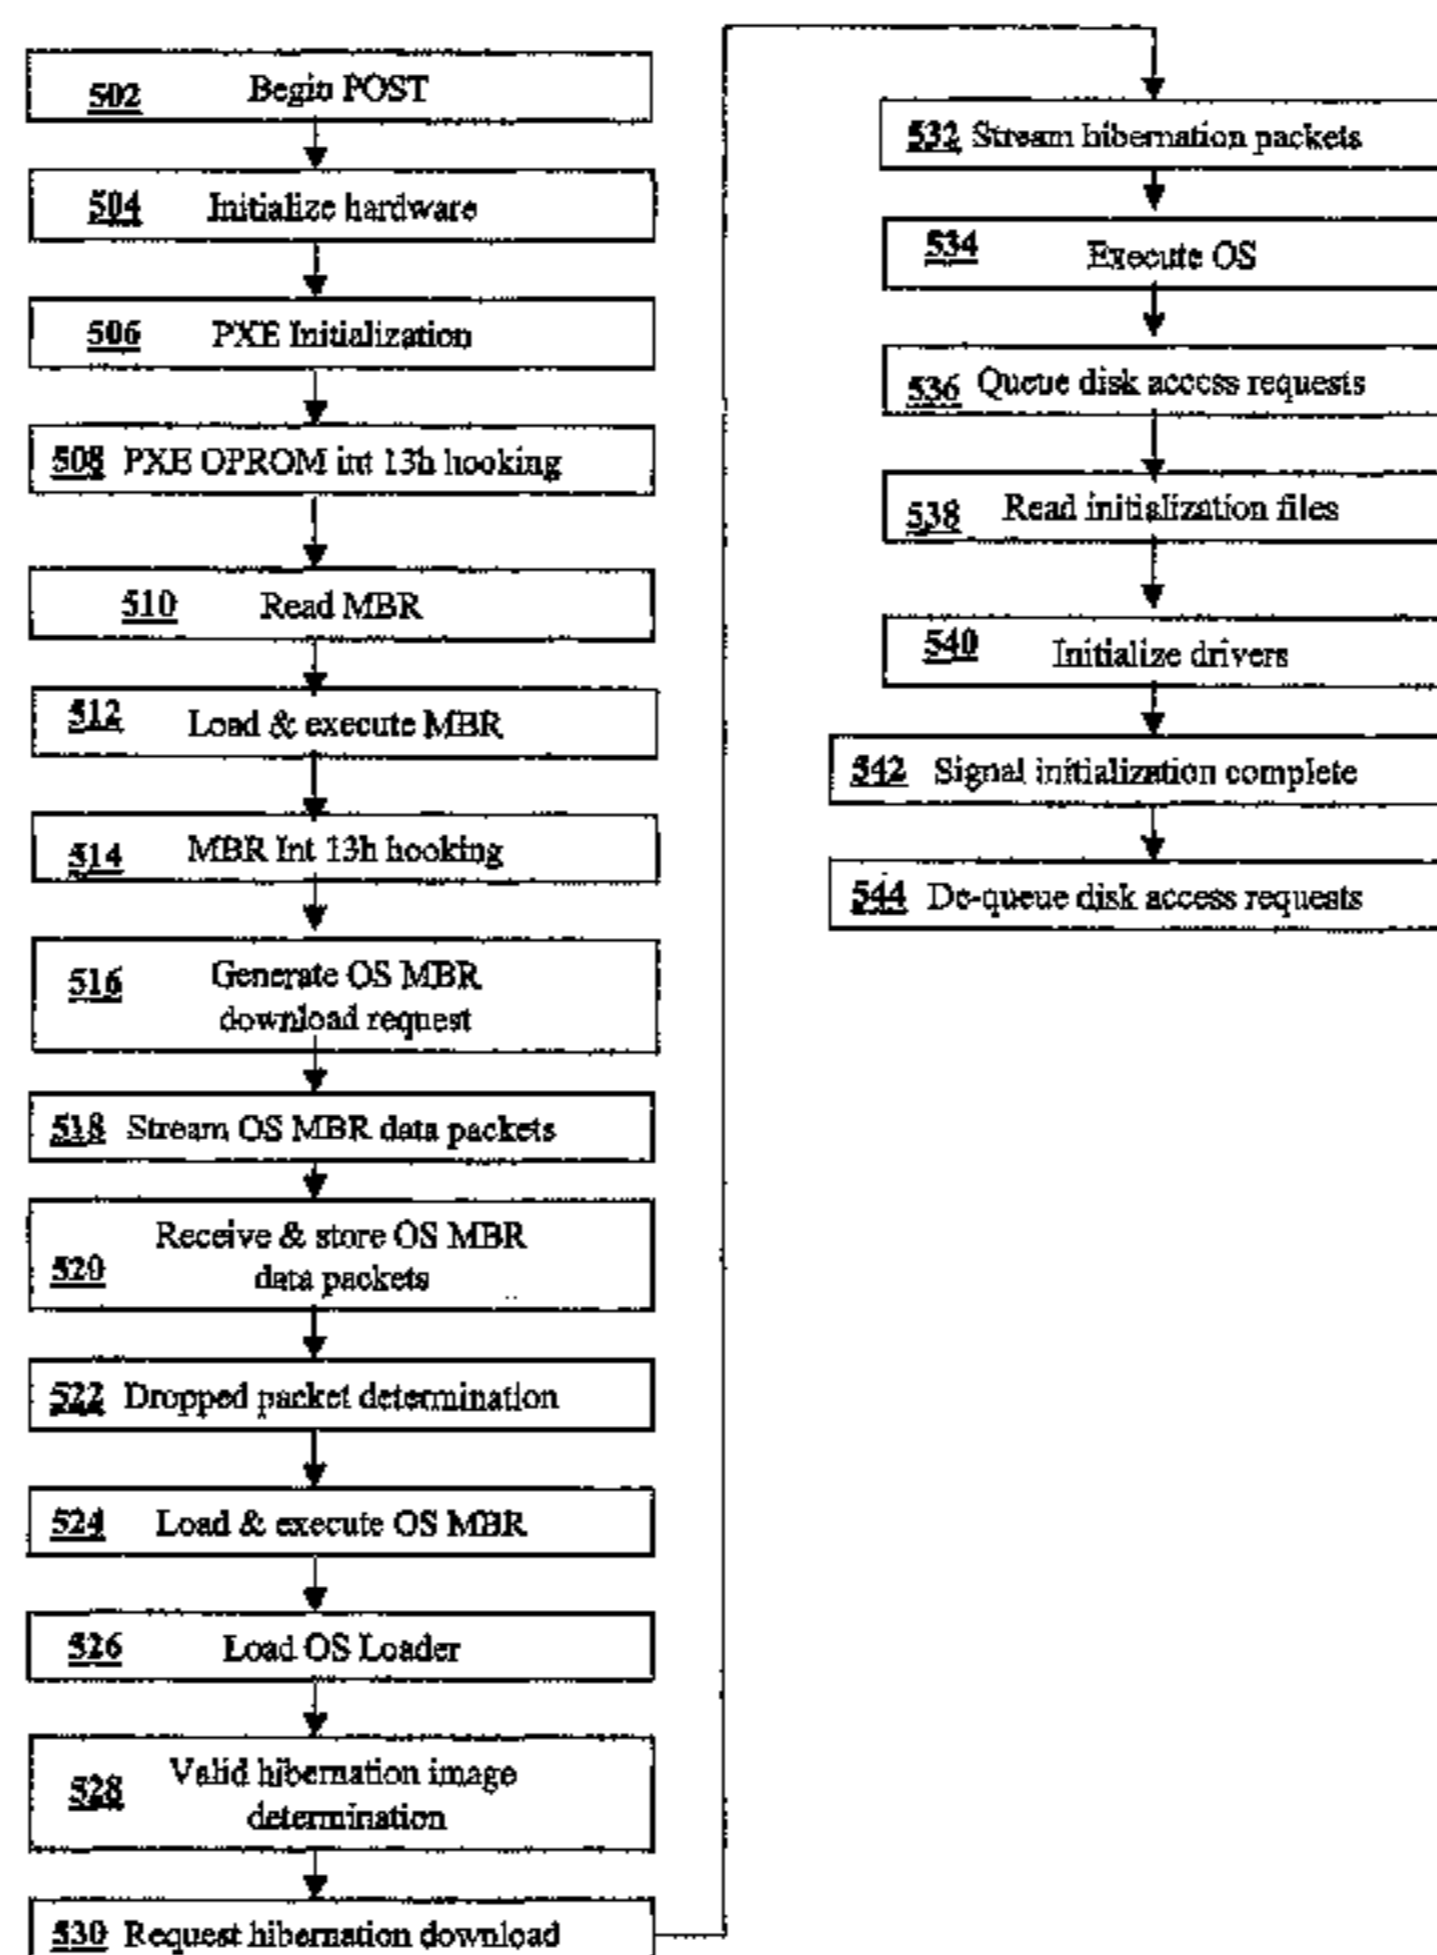 502 Begin POST
504 Initialize hardware
506 PXE Initialization
508 PXE OPROM int 13h hooking
510 Read MBR
512 Load & execute MBR
514 MBR Int 13h hooking
516 Generate OS MBR
download request
518 Stream OS MBR data packets
520 Receive & store OS MBR
data packets
522 Dropped packet determination
524 Load & execute OS MBR
526 Load OS Loader
528 Valid hibernation image
determination
530 Request hibernation download
532 Stream hibernation packets
534 Execute OS
536 Queue disk access requests
538 Read initialization files
540 Initialize drivers
542 Signal initialization complete
544 De-queue disk access requests